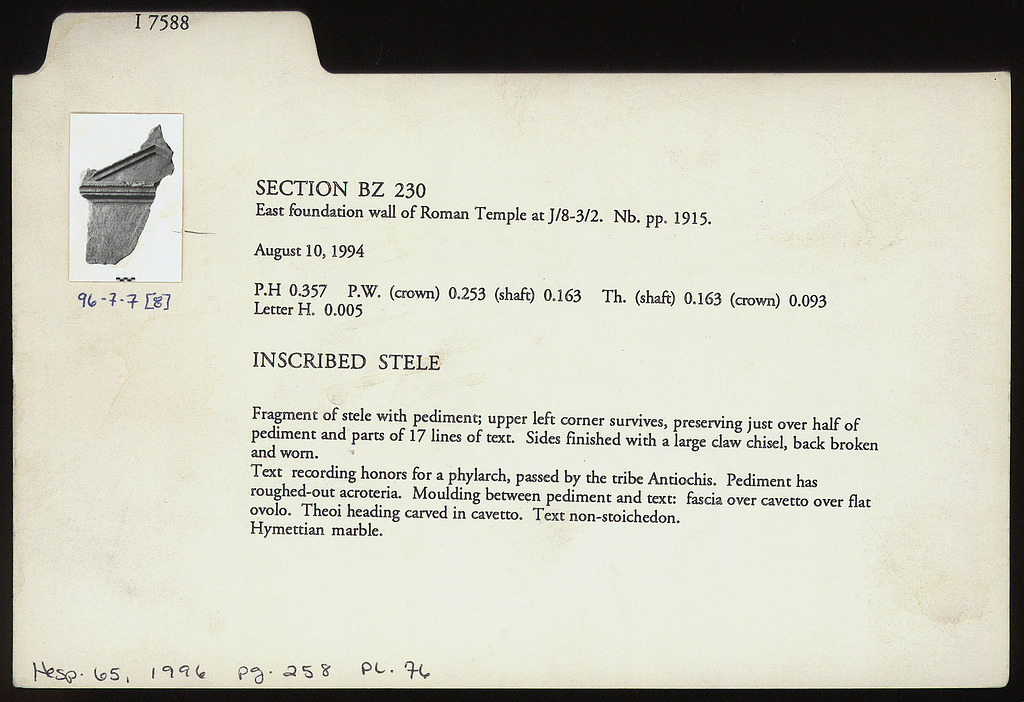 I 7588
96-7-7 [8]
SECTION BZ 230
East foundation wall of Roman Temple at J/8-3/2. Nb. pp. 1915.
August 10, 1994
P.H 0.357 P.W. (crown) 0.253 (shaft) 0.163 Th. (shaft) 0.163 (crown) 0.093
Letter H. 0.005
INSCRIBED STELE
Fragment of stele with pediment; upper left corner survives, preserving just over half of
pediment and parts of 17 lines of text. Sides finished with a large claw chisel, back broken
and worn.
Text recording honors for a phylarch, passed by the tribe Antiochis. Pediment has
roughed-out acroteria. Moulding between pediment and text: fascia over cavetto over flat
ovolo. Theoi heading carved in cavetto. Text non-stoichedon.
Hymettian marble.
Hesp. 65, 1996 pg. 258 PL. 76